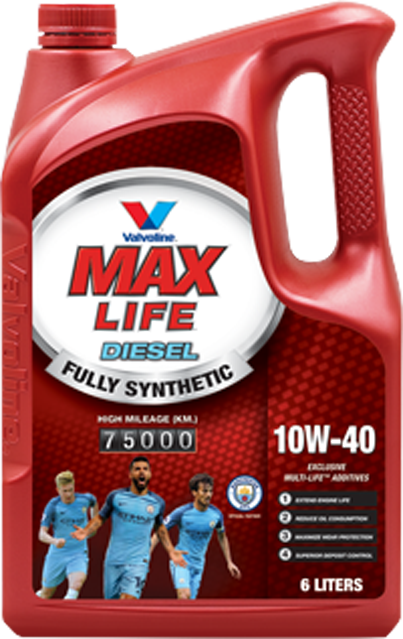 Valvoline
Valvoline
MAX
LIFE
DIESEL
FULLY SYNTHETIC
HIGH MILEAGE (KM.)
75000
10W-40
EXCLUSIVE
MULTI-LIFE™ ADDITIVES
1 EXTEND ENGINE LIFE
2 REDUCE OIL CONSUMPTION
3 MAXIMIZE WEAR PROTECTION
4 SUPERIOR DEPOSIT CONTROL
6 LITERS